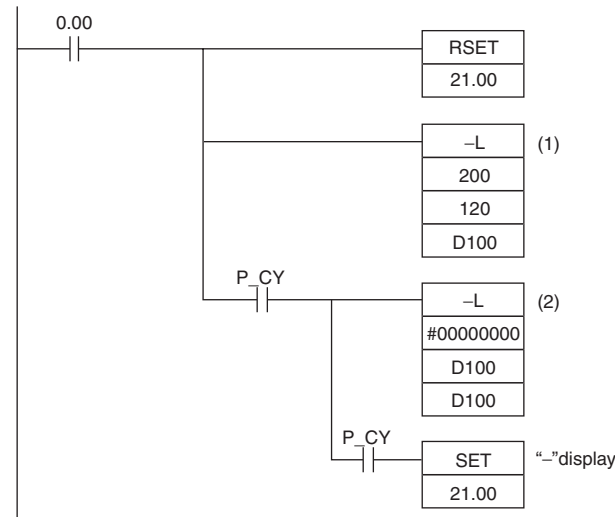 0.00
RSET
21.00
–L (1)
200
120
D100
P_CY
–L (2)
#00000000
D100
D100
P_CY
SET "–"display
21.00